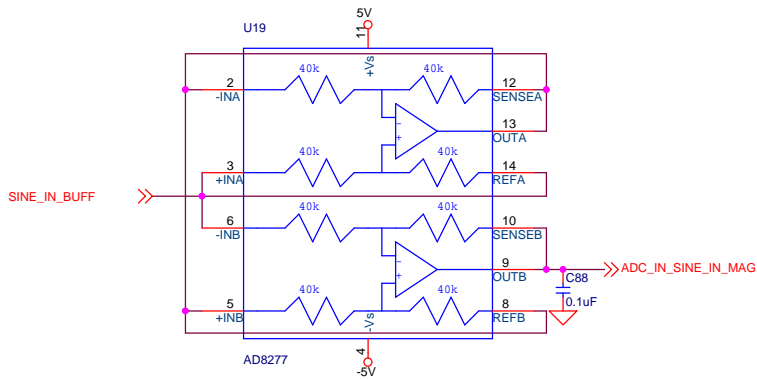 5V
U19
11
+Vs
40k
40k
2
-INA
12
SENSEA
-
+
13
OUTA
40k
40k
3
+INA
14
REFA
SINE_IN_BUFF
40k
40k
6
-INB
10
SENSEB
-
+
9
OUTB
ADC_IN_SINE_IN_MAG
C88
0.1uF
40k
40k
5
+INB
8
REFB
-Vs
4
AD8277
-5V